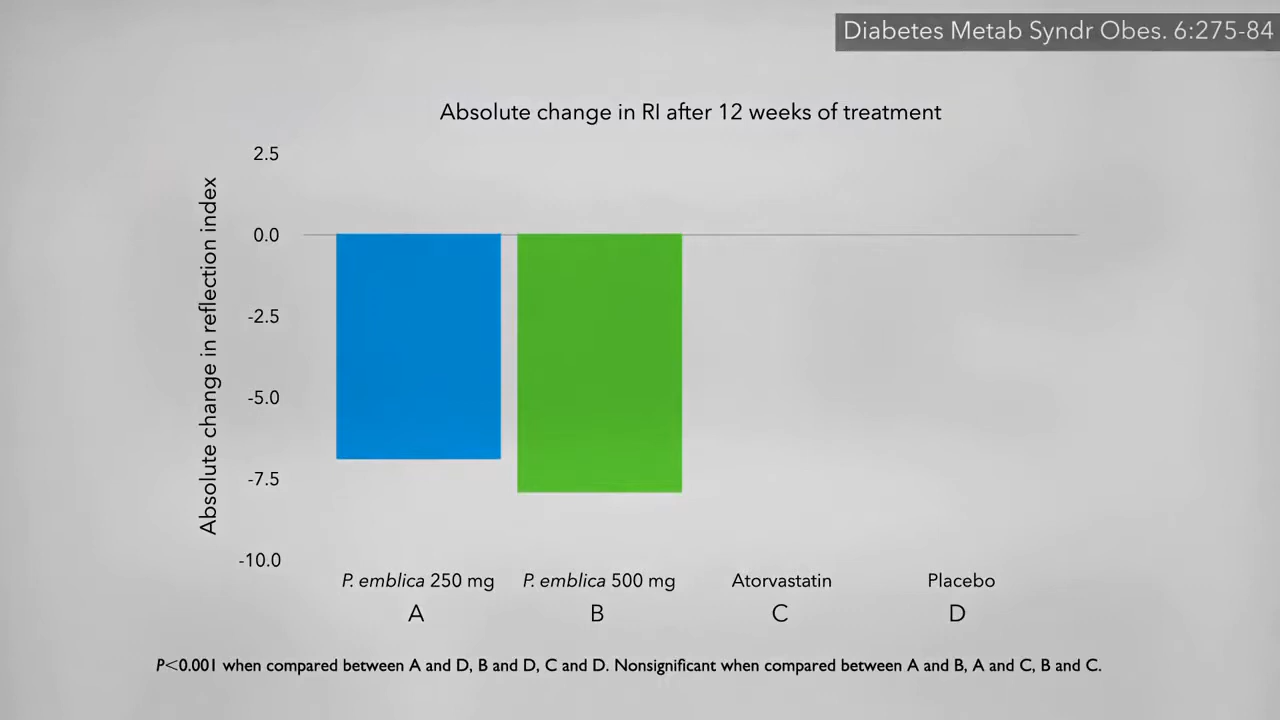 Diabetes Metab Syndr Obes. 6:275-84
Absolute change in RI after 12 weeks of treatment
Absolute change in reflection index
2.5
0.0
-2.5
-5.0
-7.5
-10.0
P. emblica 250 mg
P. emblica 500 mg
Atorvastatin
Placebo
A
B
C
D
P<0.001 when compared between A and D, B and D, C and D. Nonsignificant when compared between A and B, A and C, B and C.